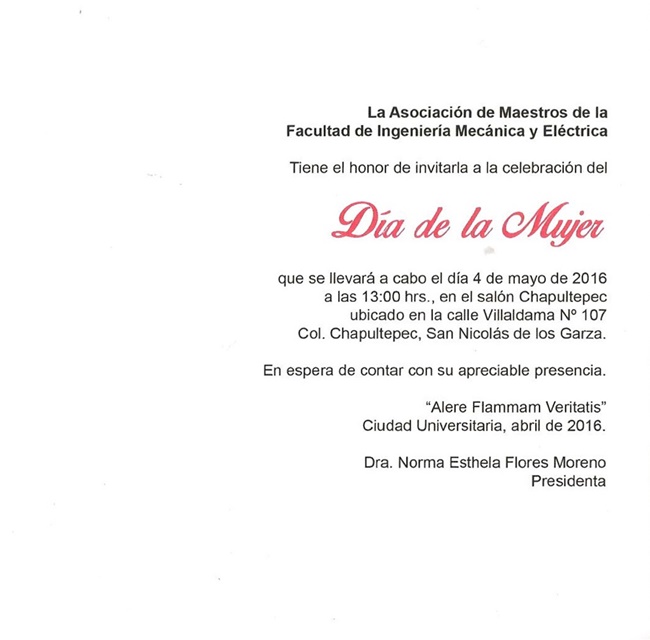 La Asociación de Maestros de la
Facultad de Ingeniería Mecánica y Eléctrica
Tiene el honor de invitarla a la celebración del
Día de la Mujer
que se llevará a cabo el día 4 de mayo de 2016
a las 13:00 hrs., en el salón Chapultepec
ubicado en la calle Villaldama Nº 107
Col. Chapultepec, San Nicolás de los Garza.
En espera de contar con su apreciable presencia.
“Alere Flammam Veritatis”
Ciudad Universitaria, abril de 2016.
Dra. Norma Esthela Flores Moreno
Presidenta